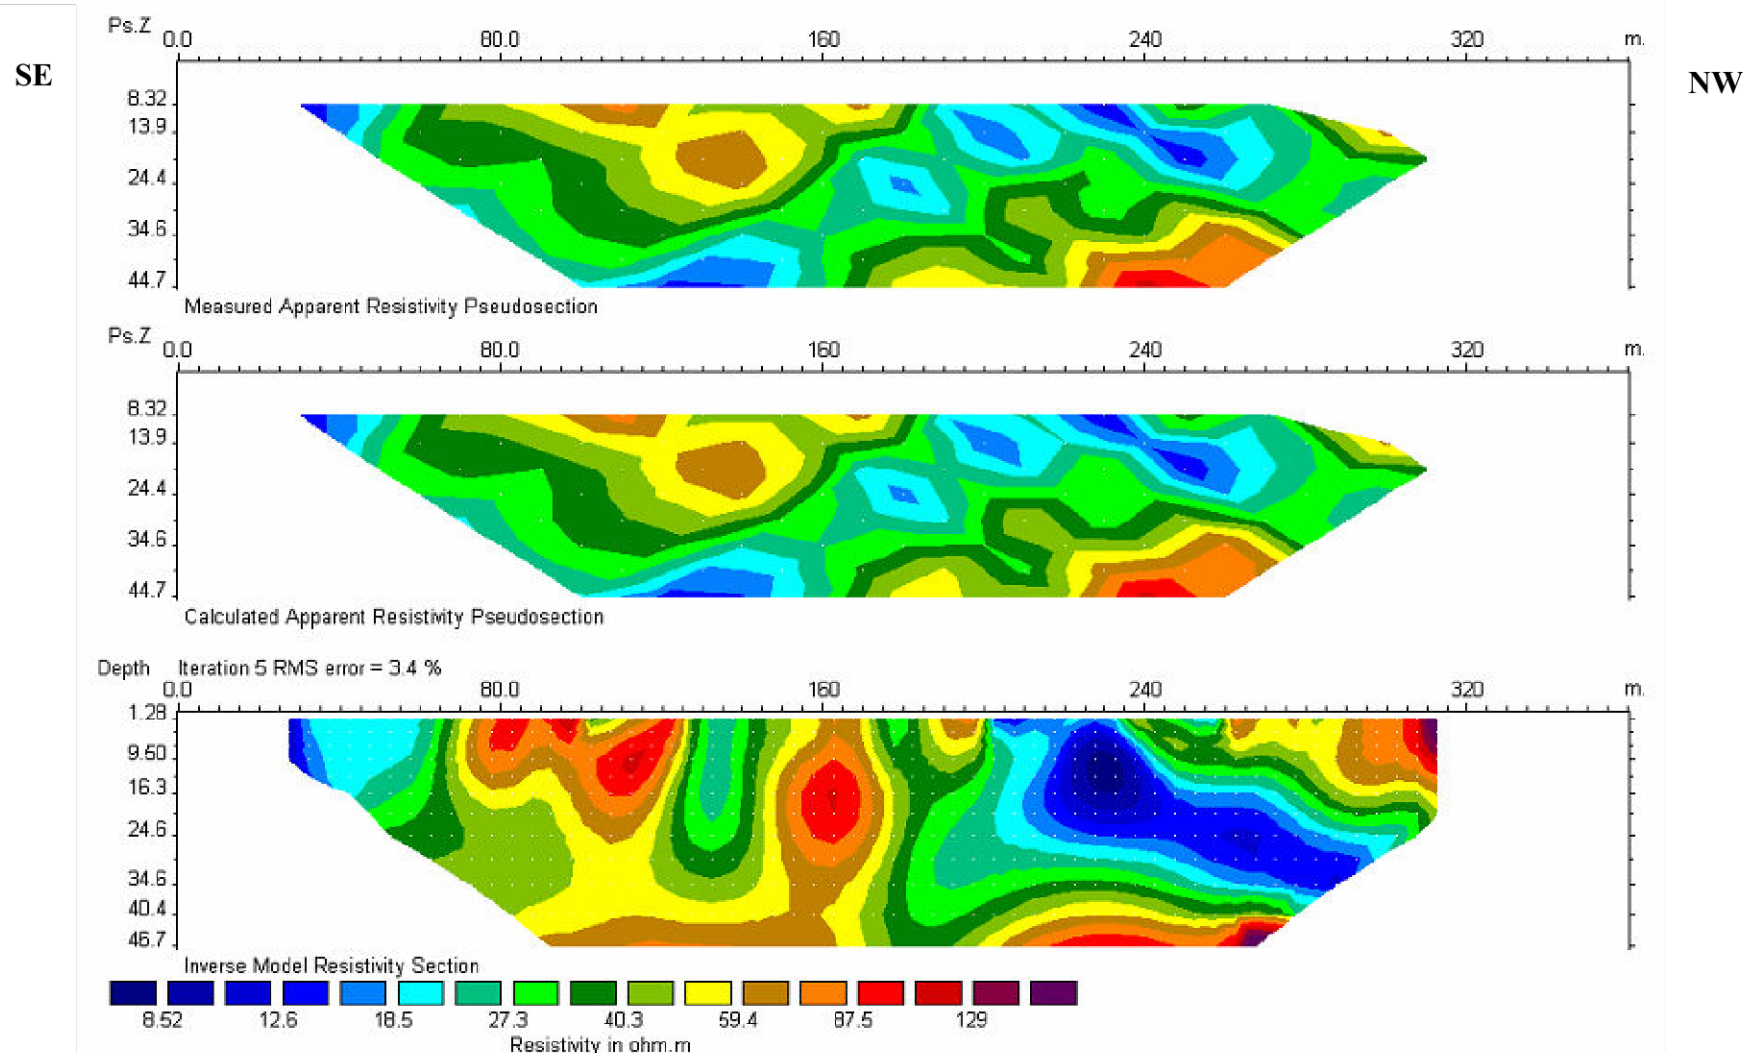 Ps.Z
0.0 80.0 160 240 320 m.
SE
NW
8.32
13.9
24.4
34.6
44.7
Measured Apparent Resistivity Pseudosection
Ps.Z
0.0 80.0 160 240 320 m.
8.32
13.9
24.4
34.6
44.7
Calculated Apparent Resistivity Pseudosection
Depth Iteration 5 RMS error = 3.4 %
0.0 80.0 160 240 320 m.
1.28
9.50
16.3
24.6
34.6
40.4
46.7
Inverse Model Resistivity Section
8.52 12.6 18.5 27.3 40.3 59.4 87.5 129
Resistivity in ohm.m